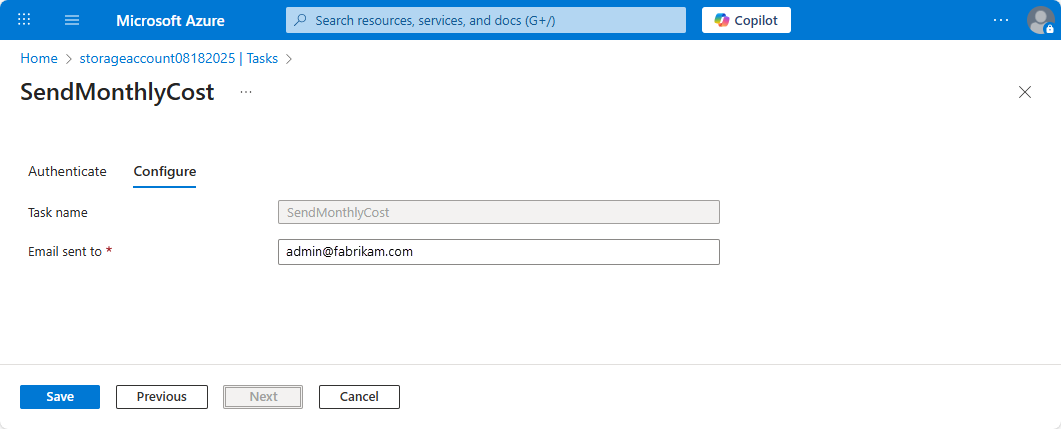 Microsoft Azure
Search resources, services, and docs (G+/)
Copilot
Home > storageaccount08182025 | Tasks >
SendMonthlyCost ...
Authenticate Configure
Task name SendMonthlyCost
Email sent to * admin@fabrikam.com
Save Previous Next Cancel